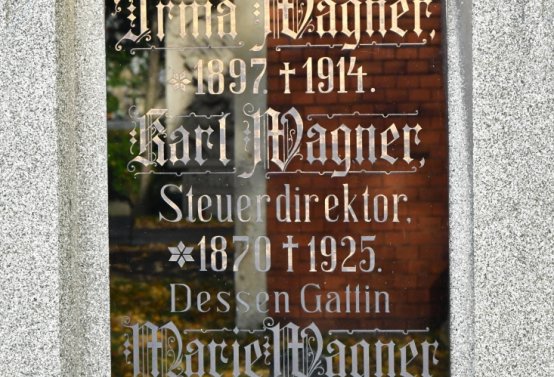 Irma Wagner,
* 1897. † 1914.
Karl Wagner,
Steuerdirektor,
* 1870 † 1925.
Dessen Gattin
Marie Wagner